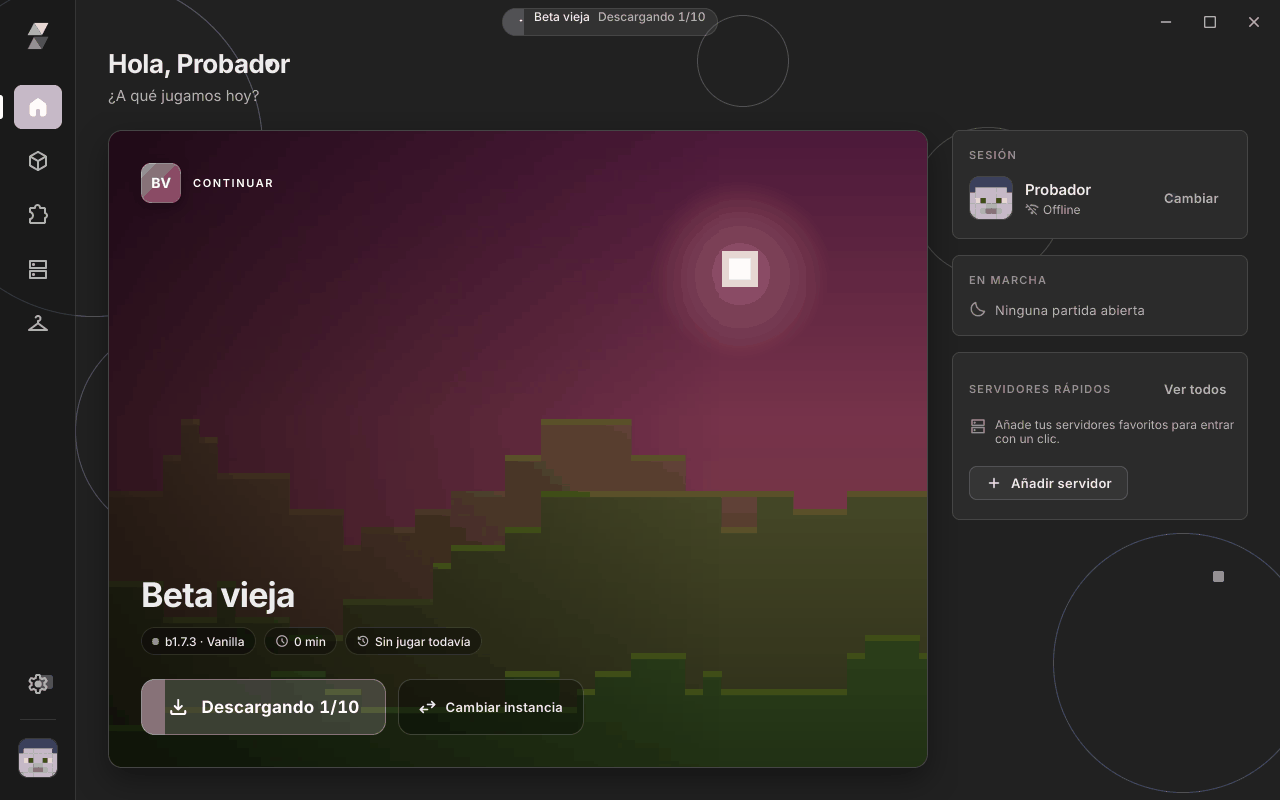 Beta vieja Descargando 1/10
Hola, Probador
¿A qué jugamos hoy?
BV CONTINUAR
Beta vieja
b1.7.3 · Vanilla
0 min
Sin jugar todavía
Descargando 1/10
Cambiar instancia
SESIÓN
Probador
Offline
Cambiar
EN MARCHA
Ninguna partida abierta
SERVIDORES RÁPIDOS
Ver todos
Añade tus servidores favoritos para entrar
con un clic.
Añadir servidor